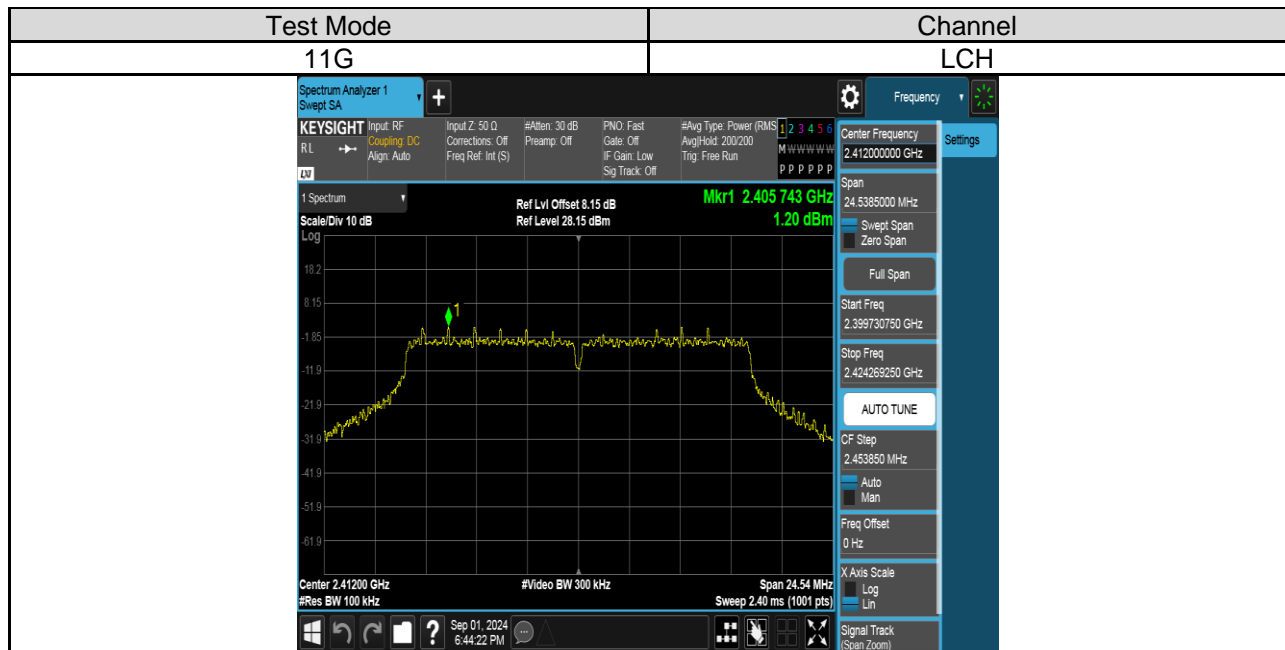 Test Mode Channel
11G LCH
Spectrum Analyzer 1
Swept SA
Frequency
KEYSIGHT Input: RF Input Z: 50 Ω #Atten: 30 dB PNO: Fast #Avg Type: Power (RMS 1 2 3 4 5 6
RL Coupling: DC Corrections: Off Preamp: Off Gate: Off Avg|Hold: 200/200 M W W W W W
Align: Auto Freq Ref: Int (S) IF Gain: Low Trig: Free Run
LXI Sig Track: Off P P P P P P
1 Spectrum Ref Lvl Offset 8.15 dB Mkr1 2.405 743 GHz
Scale/Div 10 dB Ref Level 28.15 dBm 1.20 dBm
Log
18.2
8.15
1
-1.85
-11.9
-21.9
-31.9
-41.9
-51.9
-61.9
Center 2.41200 GHz #Video BW 300 kHz Span 24.54 MHz
#Res BW 100 kHz Sweep 2.40 ms (1001 pts)
Center Frequency
2.412000000 GHz
Settings
Span
24.5385000 MHz
Swept Span
Zero Span
Full Span
Start Freq
2.399730750 GHz
Stop Freq
2.424269250 GHz
AUTO TUNE
CF Step
2.453850 MHz
Auto
Man
Freq Offset
0 Hz
X Axis Scale
Log
Lin
Signal Track
(Span Zoom)
? Sep 01, 2024
6:44:22 PM